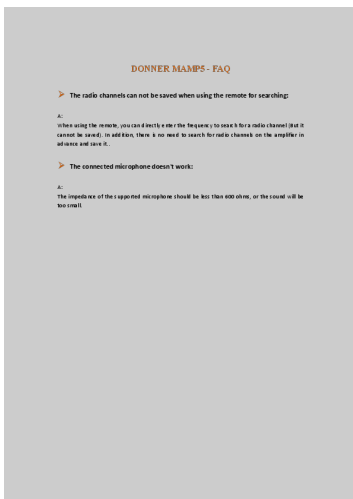 DONNER MAMP5 - FAQ
➢ The radio channels can not be saved when using the remote for searching:
A:
When using the remote, you can directly enter the frequency to search for a radio channel (But it
cannot be saved). In addition, there is no need to search for radio channels on the amplifier in
advance and save it..
➢ The connected microphone doesn't work:
A:
The impedance of the supported microphone should be less than 600 ohms, or the sound will be
too small.